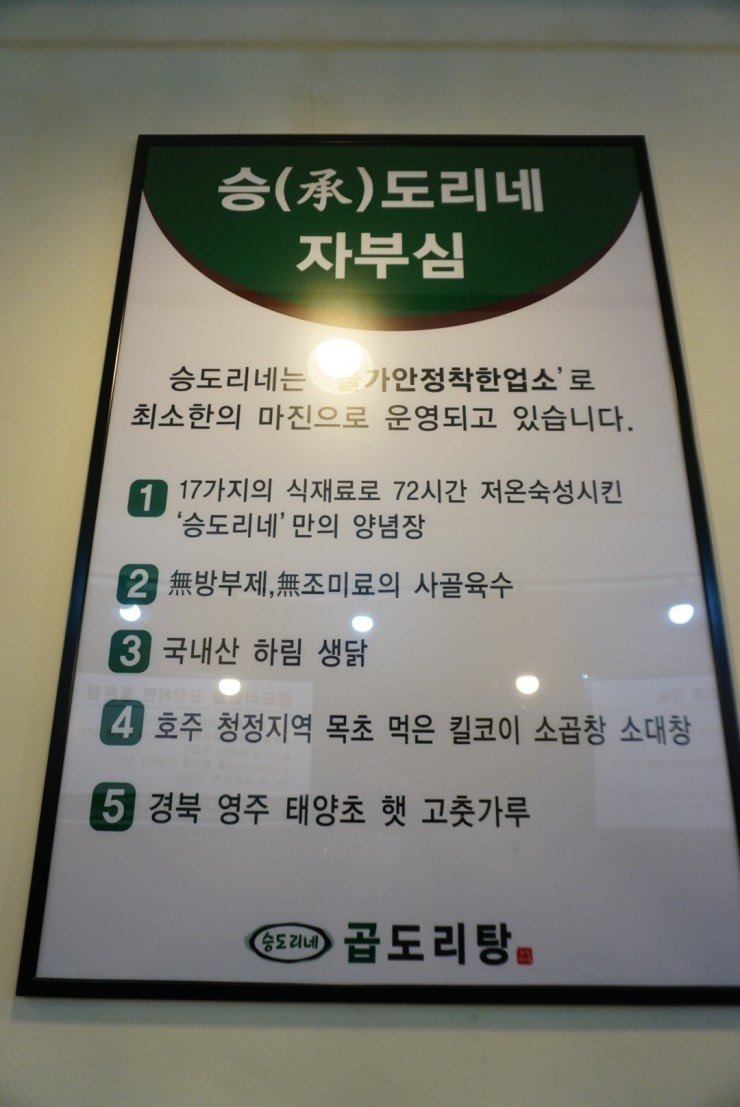 승(承)도리네
자부심
승도리네는 '물가안정착한업소'로
최소한의 마진으로 운영되고 있습니다.
1 17가지의 식재료로 72시간 저온숙성시킨
'승도리네'만의 양념장
2 無방부제,無조미료의 사골육수
3 국내산 하림 생닭
4 호주 청정지역 목초 먹은 킬코이 소곱창 소대창
5 경북 영주 태양초 햇 고춧가루
승도리네 곱도리탕